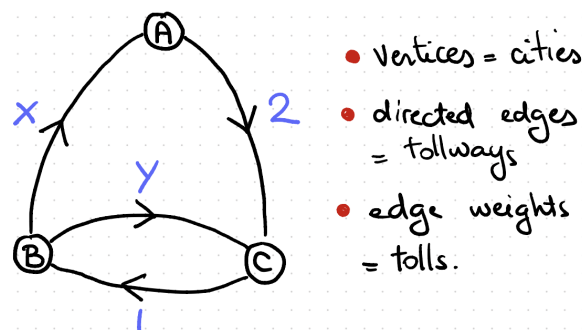 A
X
2
Y
B
C
1
• vertices = cities
• directed edges
= tollways
• edge weights
= tolls.